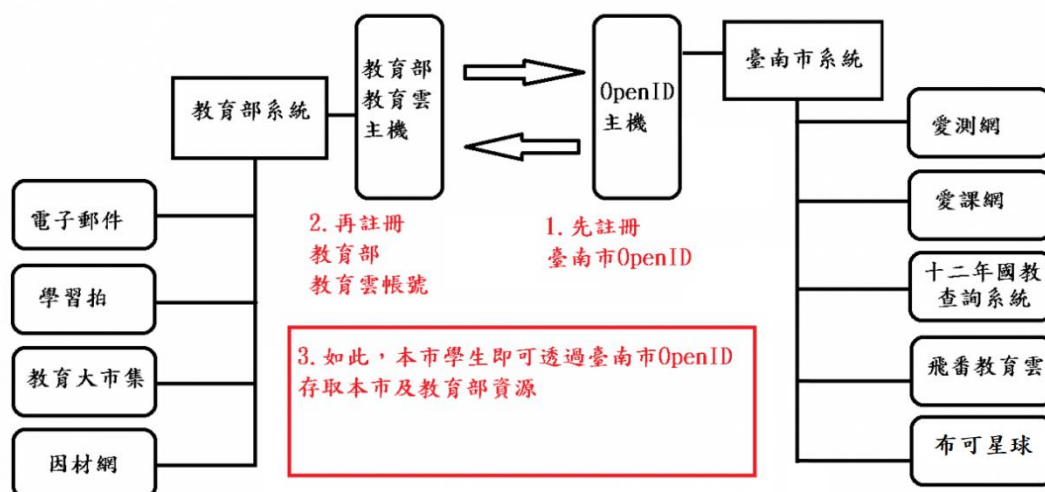 教育部系統
教育部
教育雲
主機
OpenID
主機
臺南市系統
電子郵件
學習拍
教育大市集
因材網
2.再註冊
教育部
教育雲帳號
1.先註冊
臺南市OpenID
3.如此，本市學生即可透過臺南市OpenID
存取本市及教育部資源
愛測網
愛課網
十二年國教
查詢系統
飛番教育雲
布可星球